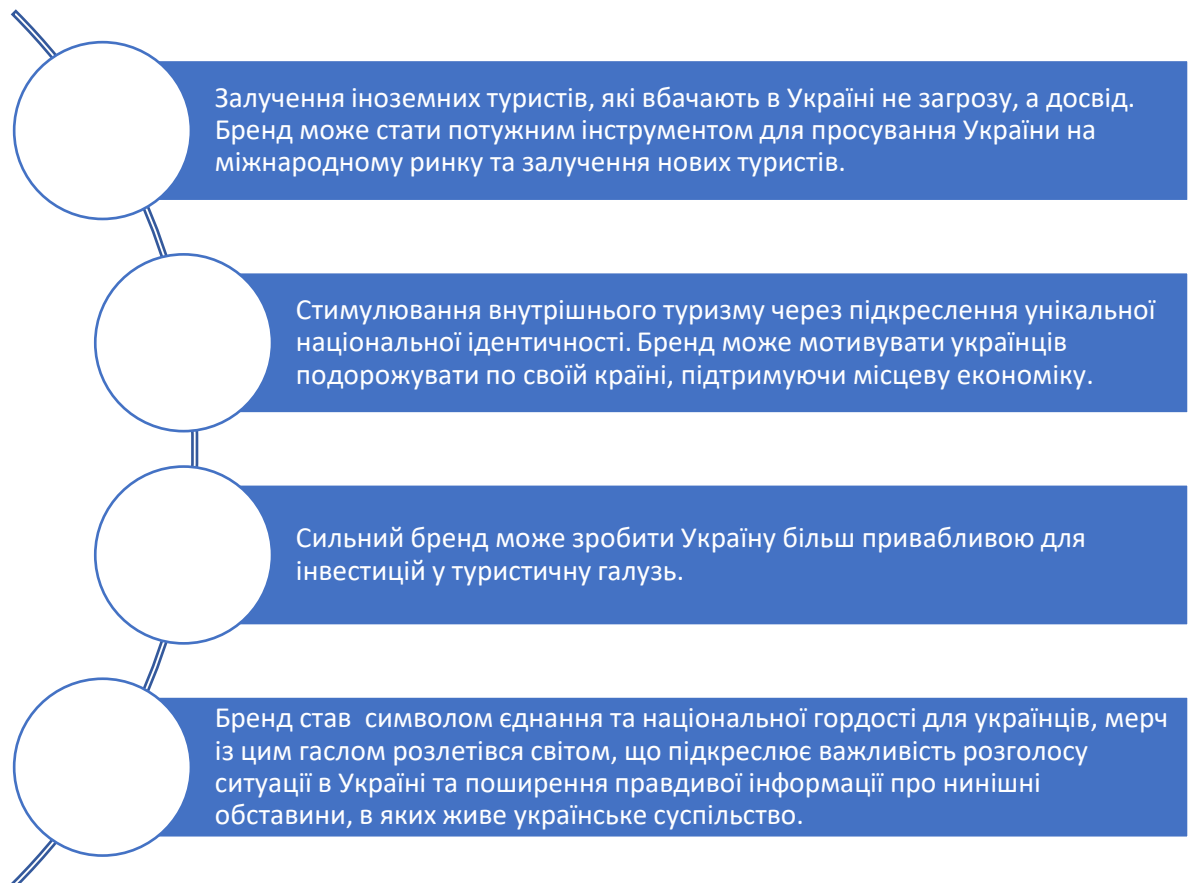 Залучення іноземних туристів, які вбачають в Україні не загрозу, а досвід.
Бренд може стати потужним інструментом для просування України на
міжнародному ринку та залучення нових туристів.
Стимулювання внутрішнього туризму через підкреслення унікальної
національної ідентичності. Бренд може мотивувати українців
подорожувати по своїй країні, підтримуючи місцеву економіку.
Сильний бренд може зробити Україну більш привабливою для
інвестицій у туристичну галузь.
Бренд став  символом єднання та національної гордості для українців, мерч
із цим гаслом розлетівся світом, що підкреслює важливість розголосу
ситуації в Україні та поширення правдивої інформації про нинішні
обставини, в яких живе українське суспільство.